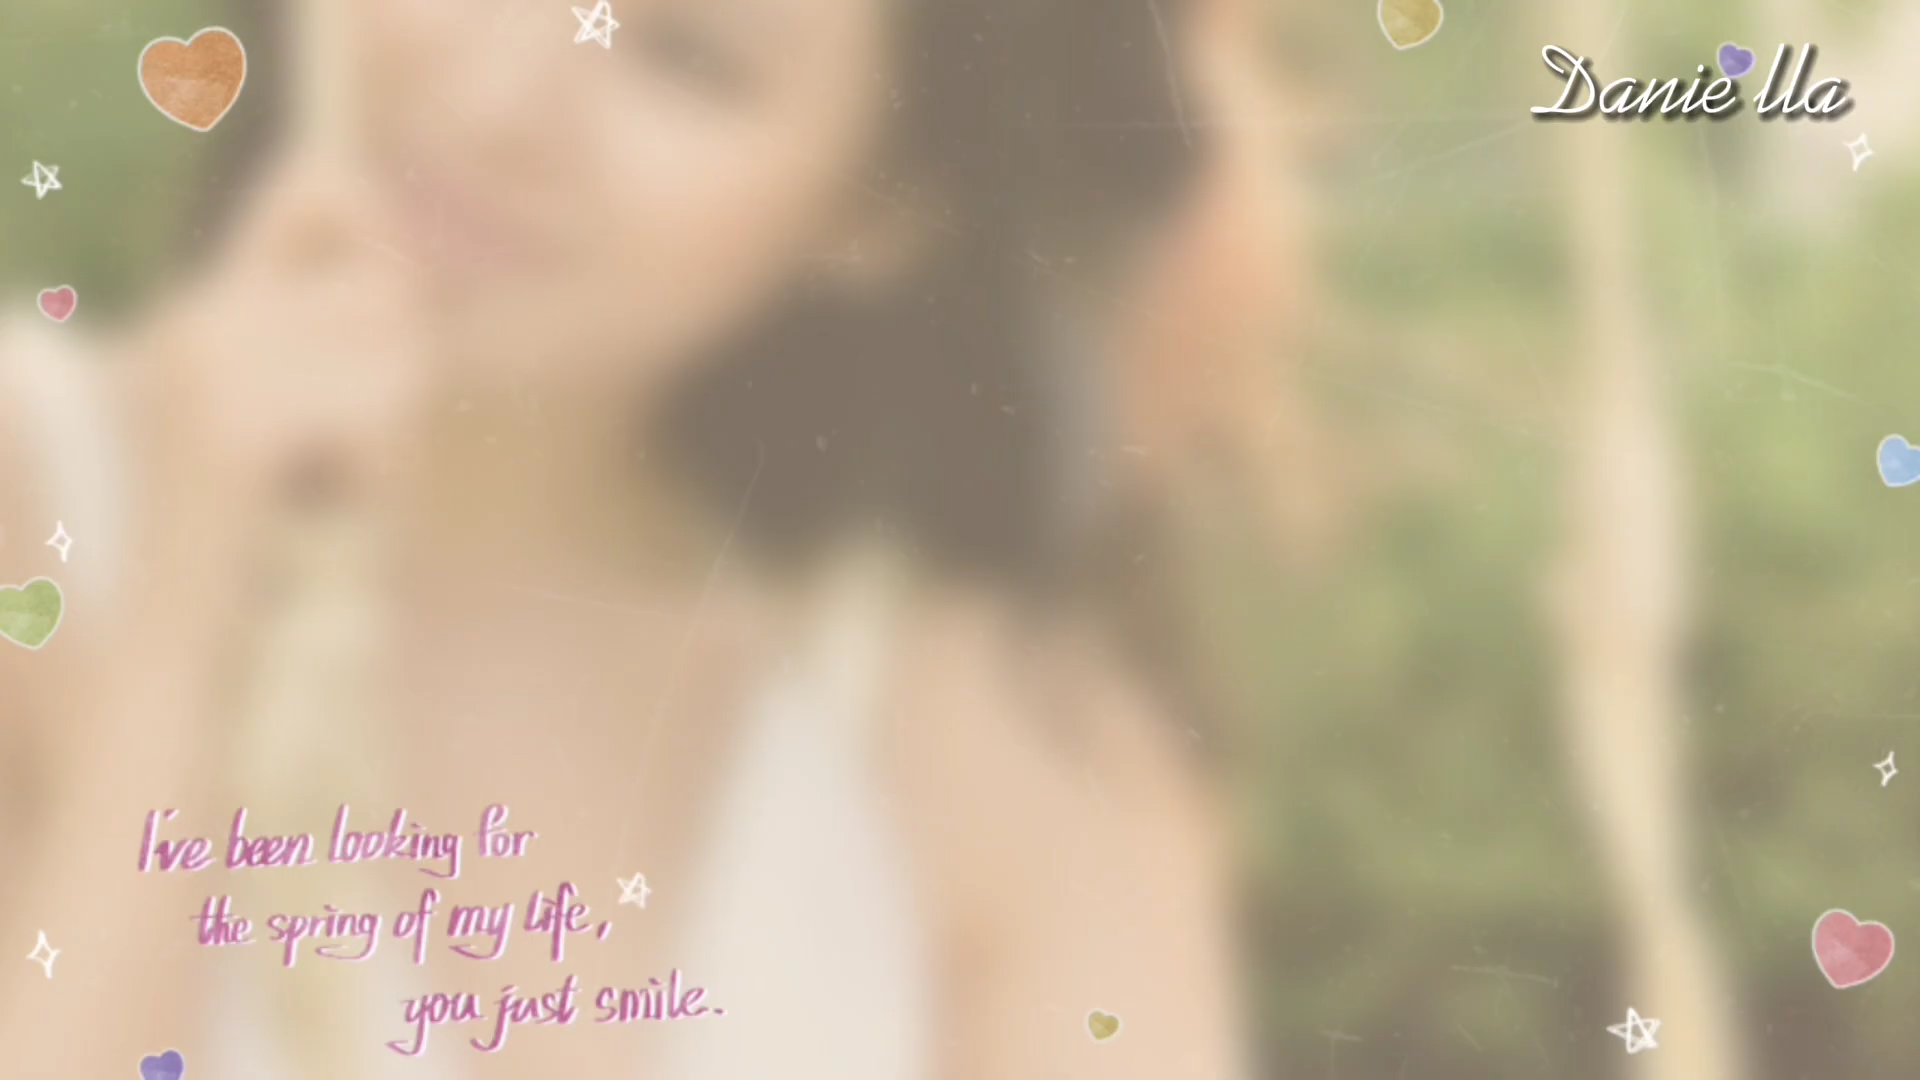 Danie lla
I've been looking for
the spring of my life,
you just smile.